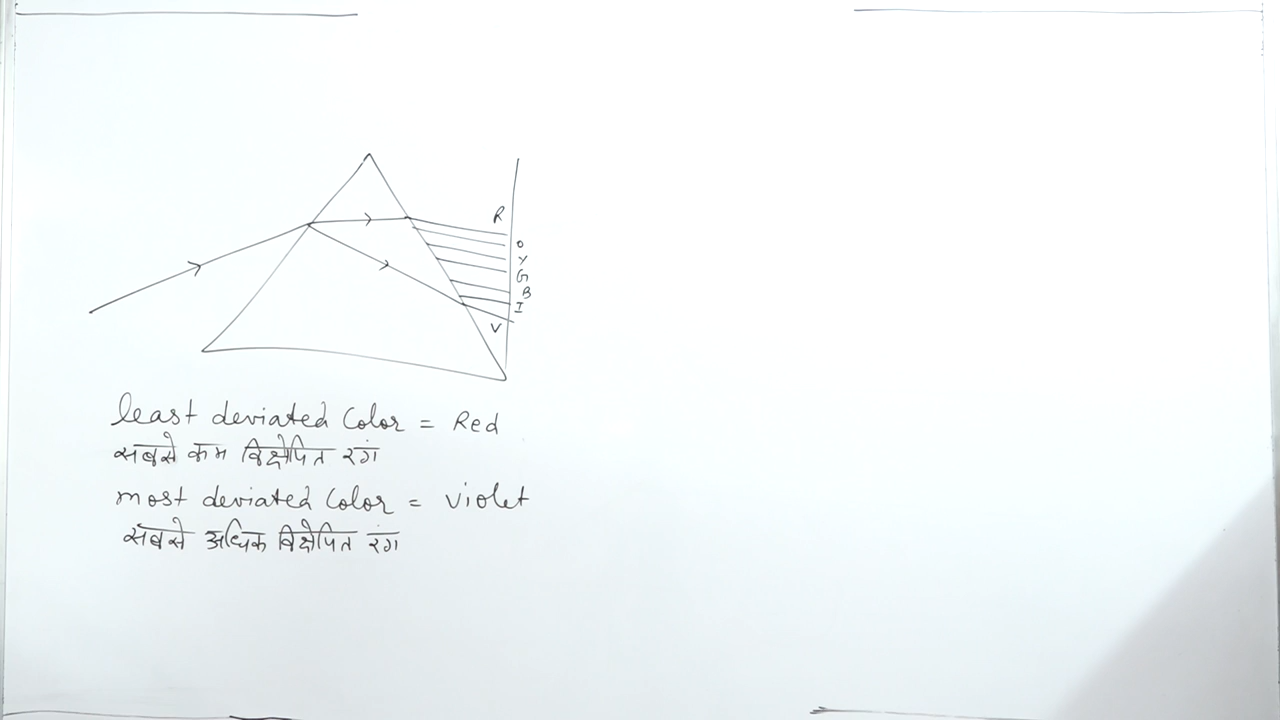 R
O
Y
G
B
I
V
least deviated Color = Red
सबसे कम विक्षेपित रंग
most deviated Color = violet
सबसे अधिक विक्षेपित रंग